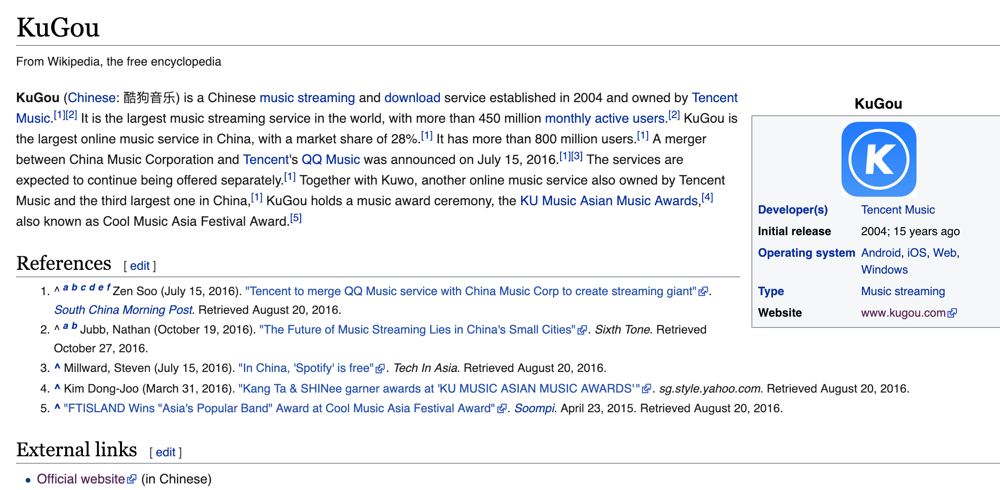 KuGou
From Wikipedia, the free encyclopedia
KuGou (Chinese: 酷狗音乐) is a Chinese music streaming and download service established in 2004 and owned by Tencent
Music.[1][2] It is the largest music streaming service in the world, with more than 450 million monthly active users.[2] KuGou is
the largest online music service in China, with a market share of 28%.[1] It has more than 800 million users.[1] A merger
between China Music Corporation and Tencent's QQ Music was announced on July 15, 2016.[1][3] The services are
expected to continue being offered separately.[1] Together with Kuwo, another online music service also owned by Tencent
Music and the third largest one in China,[1] KuGou holds a music award ceremony, the KU Music Asian Music Awards,[4]
also known as Cool Music Asia Festival Award.[5]
KuGou
K
Developer(s) Tencent Music
Initial release 2004; 15 years ago
Operating system Android, iOS, Web,
Windows
Type Music streaming
Website www.kugou.com
References [ edit ]
1. ^ a b c d e f Zen Soo (July 15, 2016). "Tencent to merge QQ Music service with China Music Corp to create streaming giant".
South China Morning Post. Retrieved August 20, 2016.
2. ^ a b Jubb, Nathan (October 19, 2016). "The Future of Music Streaming Lies in China's Small Cities". Sixth Tone. Retrieved
October 27, 2016.
3. ^ Millward, Steven (July 15, 2016). "In China, 'Spotify' is free". Tech In Asia. Retrieved August 20, 2016.
4. ^ Kim Dong-Joo (March 31, 2016). "Kang Ta & SHINee garner awards at 'KU MUSIC ASIAN MUSIC AWARDS'". sg.style.yahoo.com. Retrieved August 20, 2016.
5. ^ "FTISLAND Wins "Asia's Popular Band" Award at Cool Music Asia Festival Award". Soompi. April 23, 2015. Retrieved August 20, 2016.
External links [ edit ]
• Official website (in Chinese)